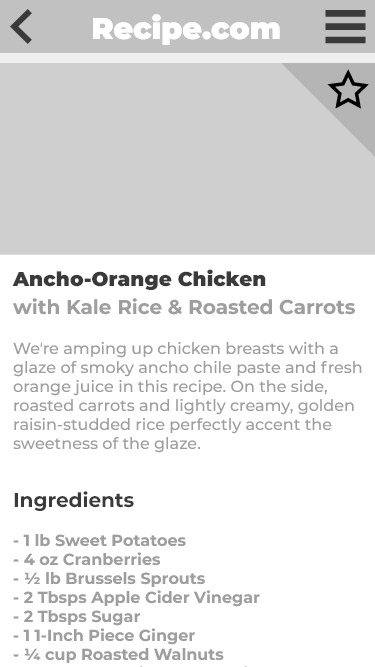 Recipe.com
Ancho-Orange Chicken
with Kale Rice & Roasted Carrots
We're amping up chicken breasts with a
glaze of smoky ancho chile paste and fresh
orange juice in this recipe. On the side,
roasted carrots and lightly creamy, golden
raisin-studded rice perfectly accent the
sweetness of the glaze.
Ingredients
- 1 lb Sweet Potatoes
- 4 oz Cranberries
- ½ lb Brussels Sprouts
- 2 Tbsps Apple Cider Vinegar
- 2 Tbsps Sugar
- 1 1-Inch Piece Ginger
- ¼ cup Roasted Walnuts